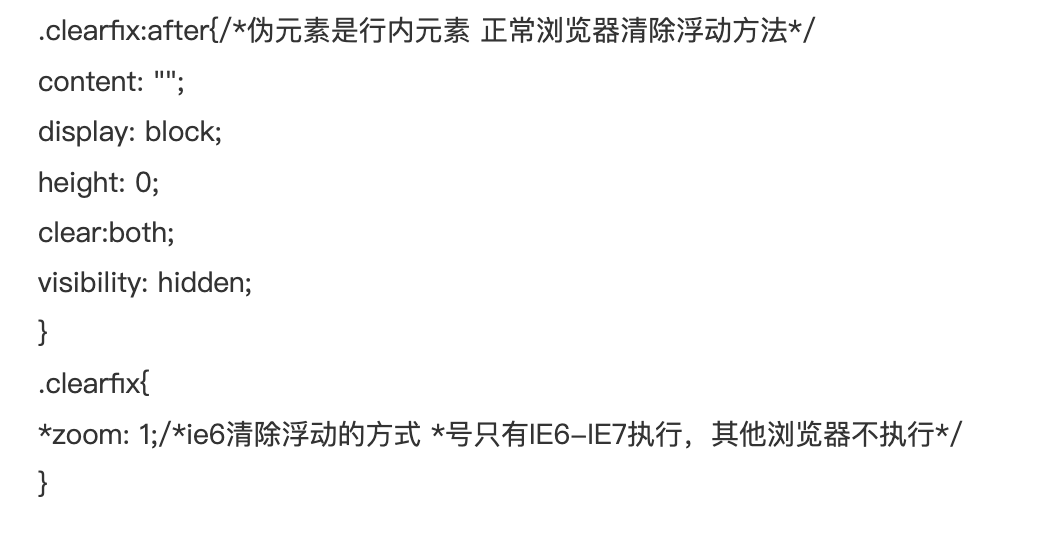 .clearfix:after{/*伪元素是行内元素 正常浏览器清除浮动方法*/
content: "";
display: block;
height: 0;
clear:both;
visibility: hidden;
}
.clearfix{
*zoom: 1;/*ie6清除浮动的方式 *号只有IE6-IE7执行，其他浏览器不执行*/
}